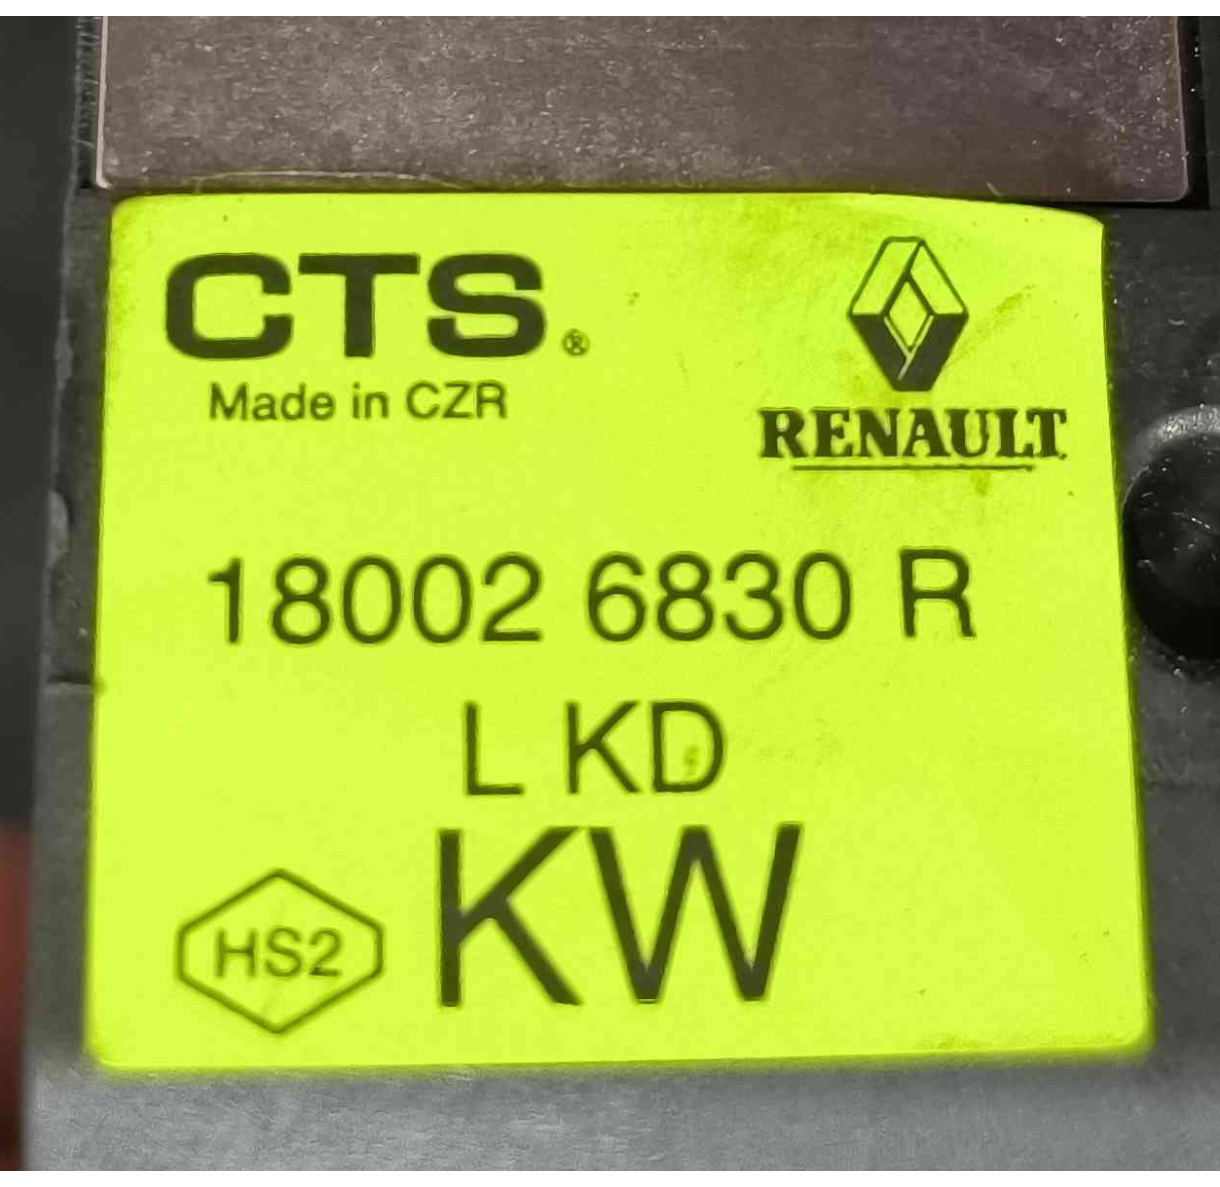 CTS®
Made in CZR
RENAULT
18002 6830 R
L KD
KW
HS2